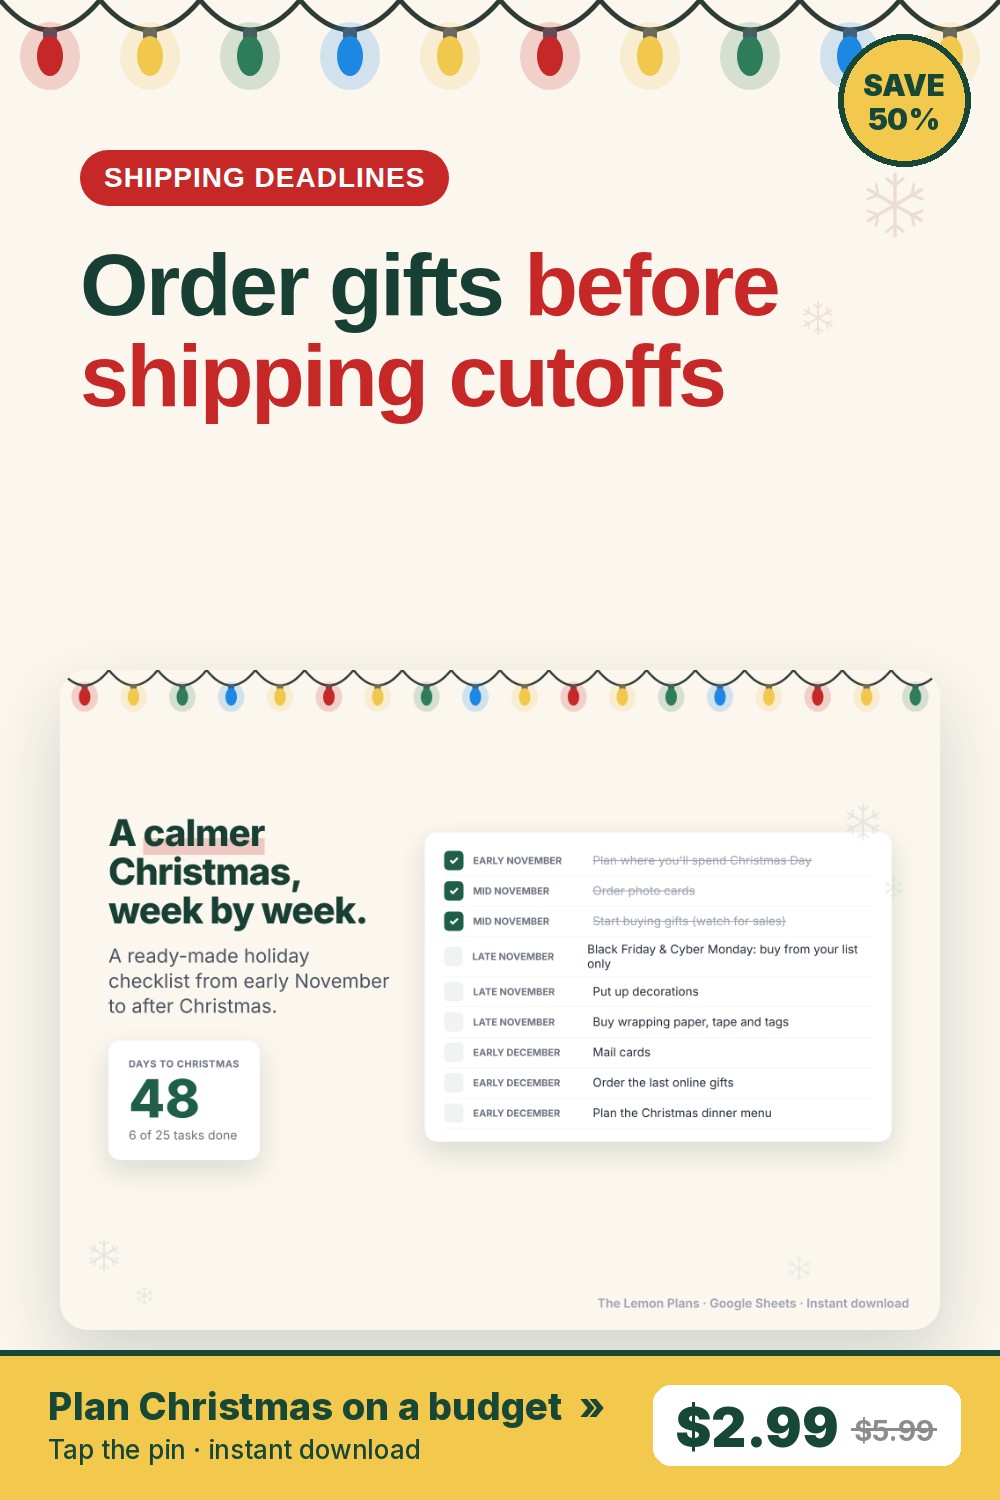 SAVE
50%
SHIPPING DEADLINES
Order gifts before
shipping cutoffs
A calmer
Christmas,
week by week.
A ready-made holiday
checklist from early November
to after Christmas.
DAYS TO CHRISTMAS
48
6 of 25 tasks done
EARLY NOVEMBER Plan where you'll spend Christmas Day
MID NOVEMBER Order photo cards
MID NOVEMBER Start buying gifts (watch for sales)
LATE NOVEMBER Black Friday & Cyber Monday: buy from your list
only
LATE NOVEMBER Put up decorations
LATE NOVEMBER Buy wrapping paper, tape and tags
EARLY DECEMBER Mail cards
EARLY DECEMBER Order the last online gifts
EARLY DECEMBER Plan the Christmas dinner menu
The Lemon Plans · Google Sheets · Instant download
Plan Christmas on a budget »
Tap the pin · instant download
$2.99 $5.99